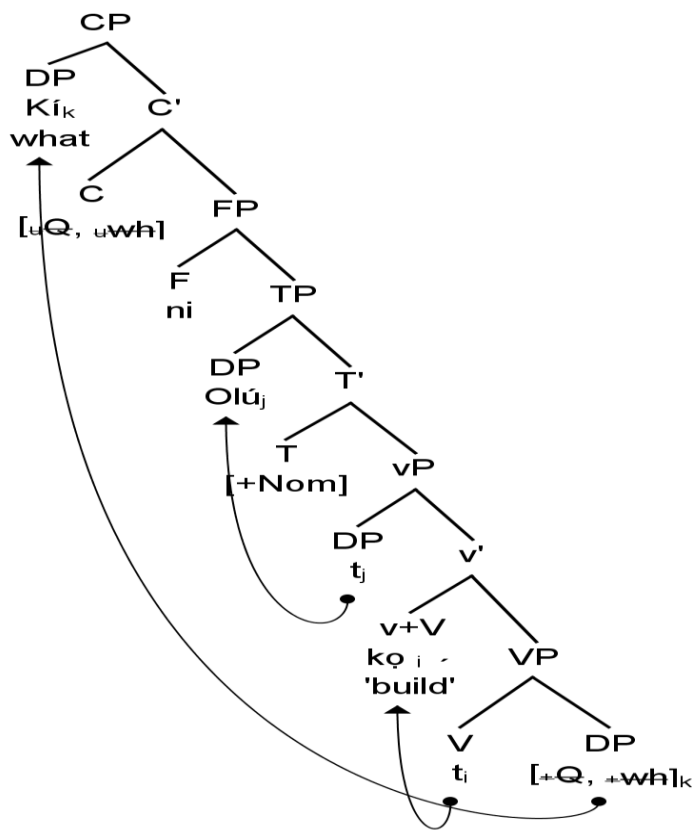 CP
DP
Kíₖ
what
C'
C
[uQ, uwh]
FP
F
ni
TP
DP
Olúⱼ
T'
T
[+Nom]
vP
DP
tⱼ
v'
v+V
kọ ᵢ ́
'build'
VP
V
tᵢ
DP
[+Q, +wh]ₖ